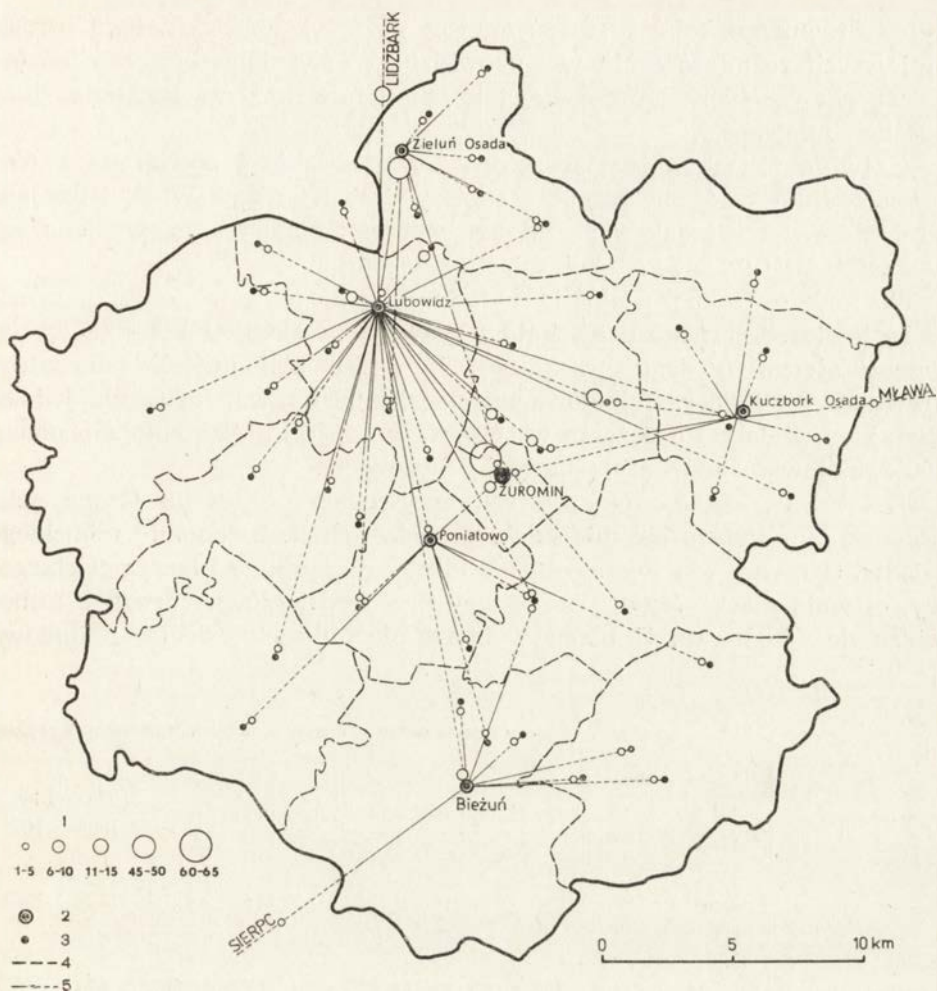 LIDZBARK
Zieluń Osada
Lubowidz
Kuczbork Osada
MŁAWA
ŻUROMIN
Poniatowo
Bieżuń
SIERPC
1
1-5 6-10 11-15 45-50 60-65
2
3
4
5
0 5 10 km